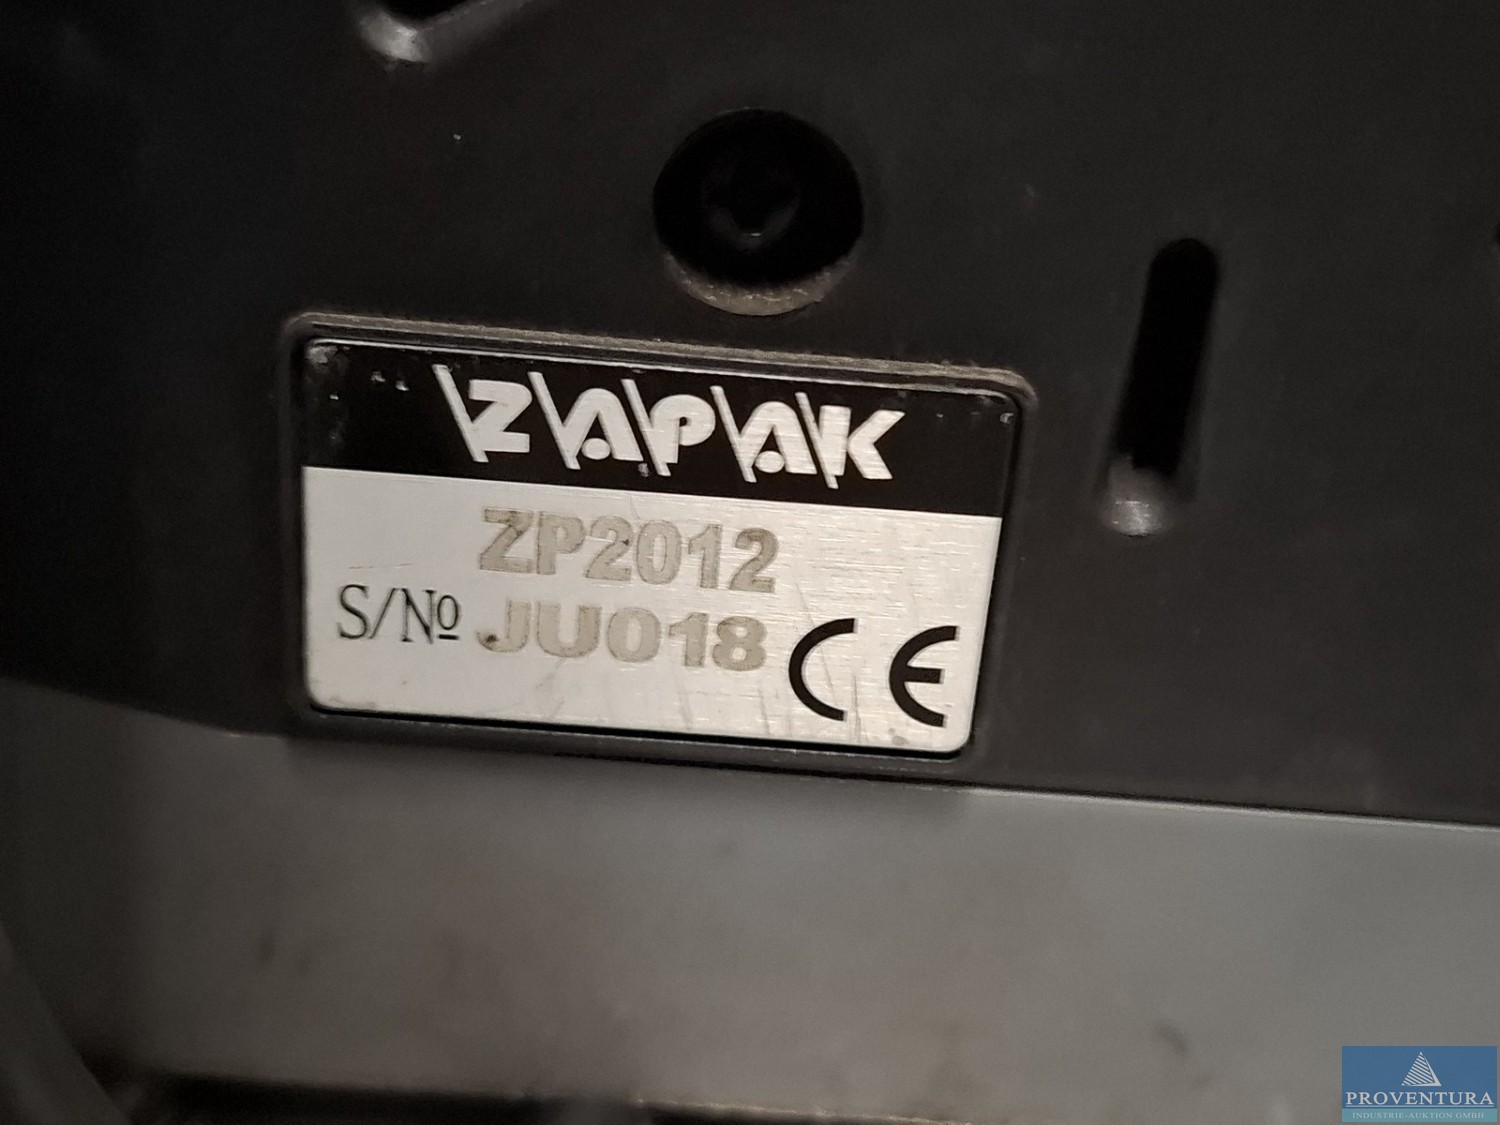 ZAPAK
ZP2012
S/Nº JU018 CE
PROVENTURA
INDUSTRIE-AUKTION GMBH